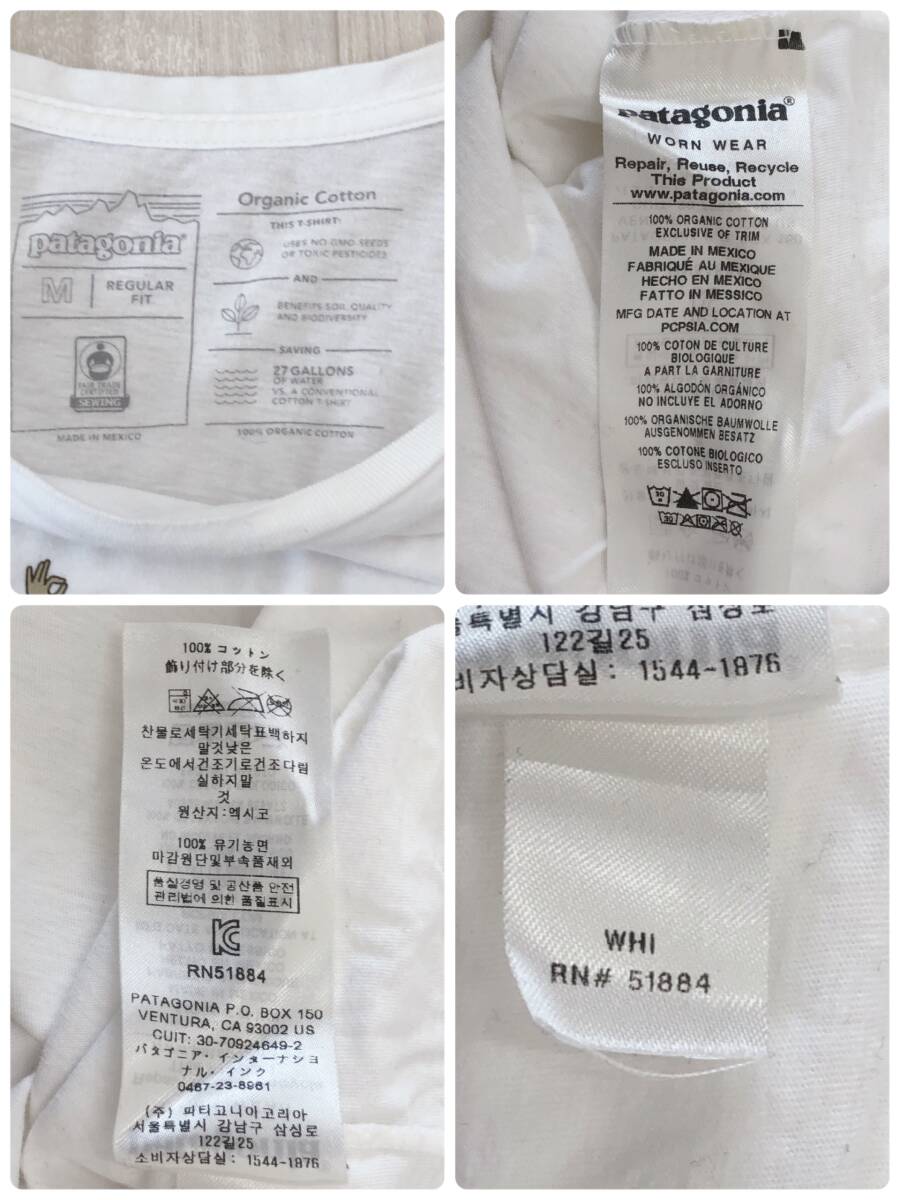 patagonia
M
REGULAR
FIT
FAIR TRADE
CERTIFIED
SEWING
MADE IN MEXICO
Organic Cotton
THIS T-SHIRT:
USES NO GMO SEEDS
OR TOXIC PESTICIDES
AND
BENEFITS SOIL QUALITY
AND BIODIVERSITY
SAVING
27 GALLONS
OF WATER
VS. A CONVENTIONAL
COTTON T-SHIRT
100% ORGANIC COTTON
patagonia®
WORN WEAR
Repair, Reuse, Recycle
This Product
www.patagonia.com
100% ORGANIC COTTON
EXCLUSIVE OF TRIM
MADE IN MEXICO
FABRIQUÉ AU MEXIQUE
HECHO EN MEXICO
FATTO IN MESSICO
MFG DATE AND LOCATION AT
PCPSIA.COM
100% COTON DE CULTURE
BIOLOGIQUE
A PART LA GARNITURE
100% ALGODÓN ORGÁNICO
NO INCLUYE EL ADORNO
100% ORGANISCHE BAUMWOLLE
AUSGENOMMEN BESATZ
100% COTONE BIOLOGICO
ESCLUSO INSERTO
100% コットン
飾り付け部分を除く
찬물로세탁기세탁표백하지
말것낮은
온도에서건조기로건조다림
실하지말
것
원산지:멕시코
100% 유기농면
마감원단및부속품재외
품질경영 및 공산품 안전
관리법에 의한 품질표시
RN51884
PATAGONIA P.O. BOX 150
VENTURA, CA 93002 US
CUIT: 30-70924649-2
パタゴニア・インターナショ
ナル・インク
0467-23-8961
(주) 파타고니아코리아
서울특별시 강남구 삼성로
122길25
소비자상담실: 1544-1876
울특별시 강남구 삼성로
122길25
비자상담실: 1544-1876
WHI
RN# 51884